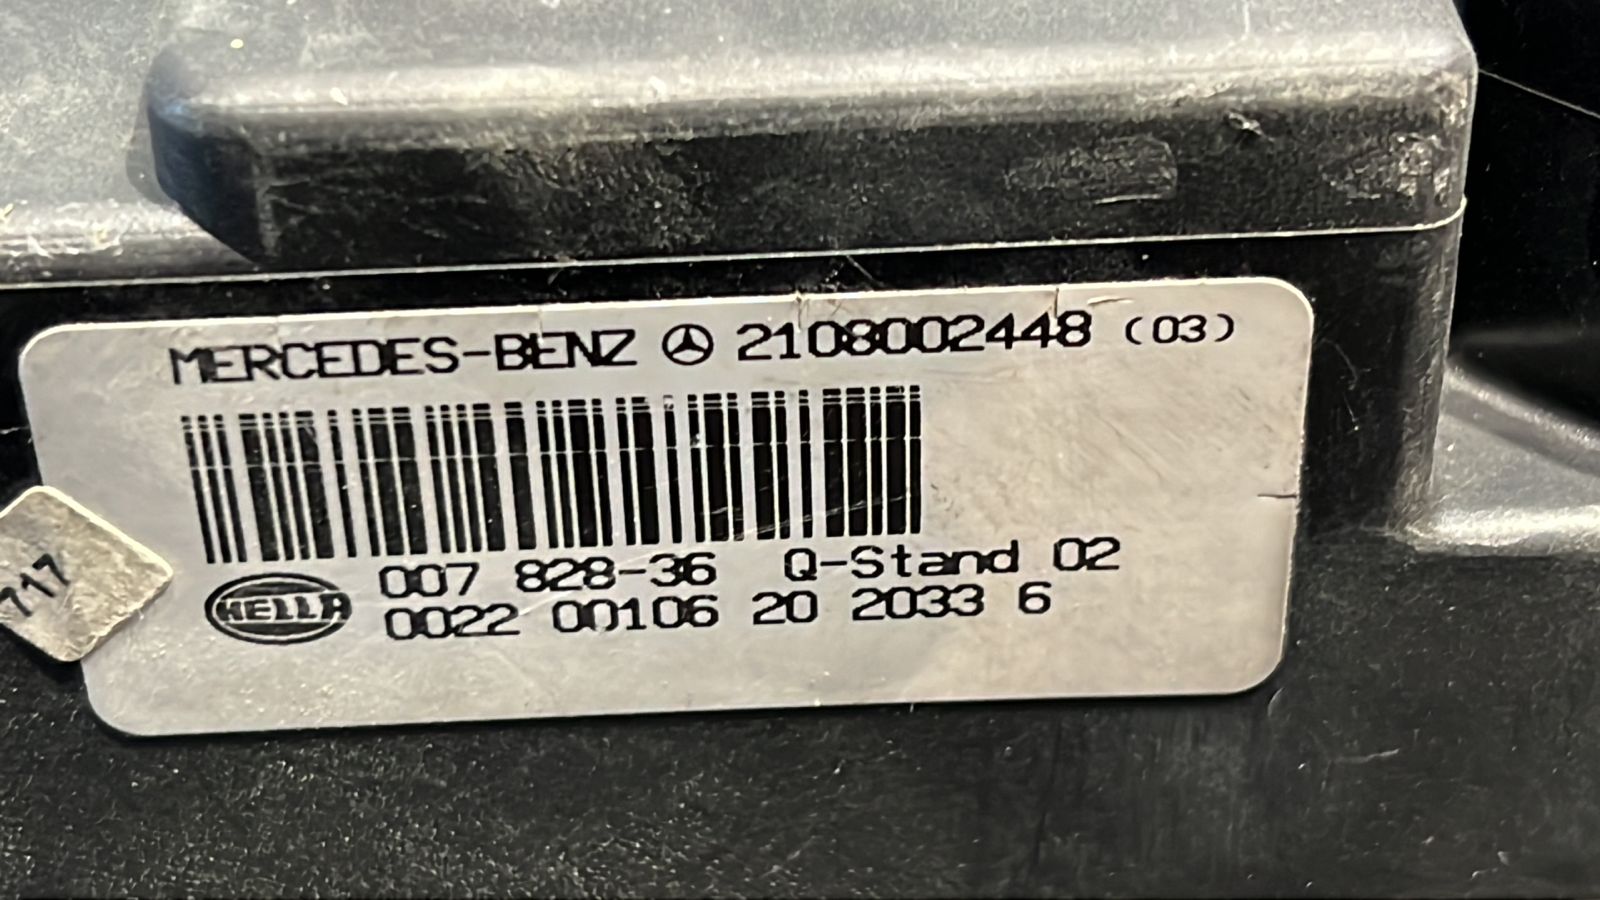 MERCEDES-BENZ 2108002448 (03)
007 828-36 Q-Stand 02
HELLA
0022 00106 20 2033 6
717